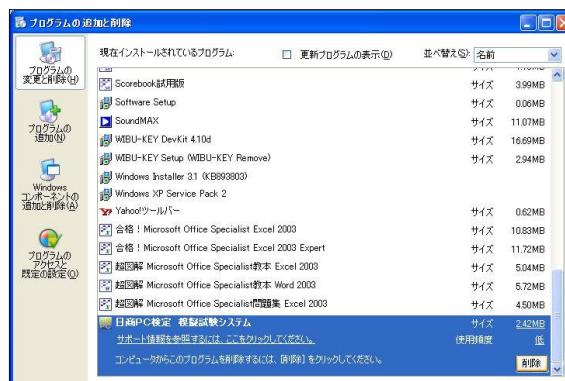 プログラムの追加と削除
現在インストールされているプログラム:
更新プログラムの表示(D)
並べ替え(S): 名前
プログラムの
変更と削除(H)
プログラムの
追加(N)
Windows
コンポーネントの
追加と削除(A)
プログラムの
アクセスと
既定の設定(O)
Scorebook試用版 サイズ 3.99MB
Software Setup サイズ 0.06MB
SoundMAX サイズ 11.07MB
WIBU-KEY DevKit 4.10d サイズ 16.69MB
WIBU-KEY Setup (WIBU-KEY Remove) サイズ 2.94MB
Windows Installer 3.1 (KB893803)
Windows XP Service Pack 2
Yahoo!ツールバー サイズ 0.62MB
合格！Microsoft Office Specialist Excel 2003 サイズ 10.83MB
合格！Microsoft Office Specialist Excel 2003 Expert サイズ 11.72MB
超図解 Microsoft Office Specialist教本 Excel 2003 サイズ 5.04MB
超図解 Microsoft Office Specialist教本 Word 2003 サイズ 6.72MB
超図解 Microsoft Office Specialist問題集 Excel 2003 サイズ 4.50MB
日商PC検定 模擬試験システム サイズ 2.42MB
サポート情報を参照するには、ここをクリックしてください。 使用頻度 低
コンピュータからこのプログラムを削除するには、[削除] をクリックしてください。 削除